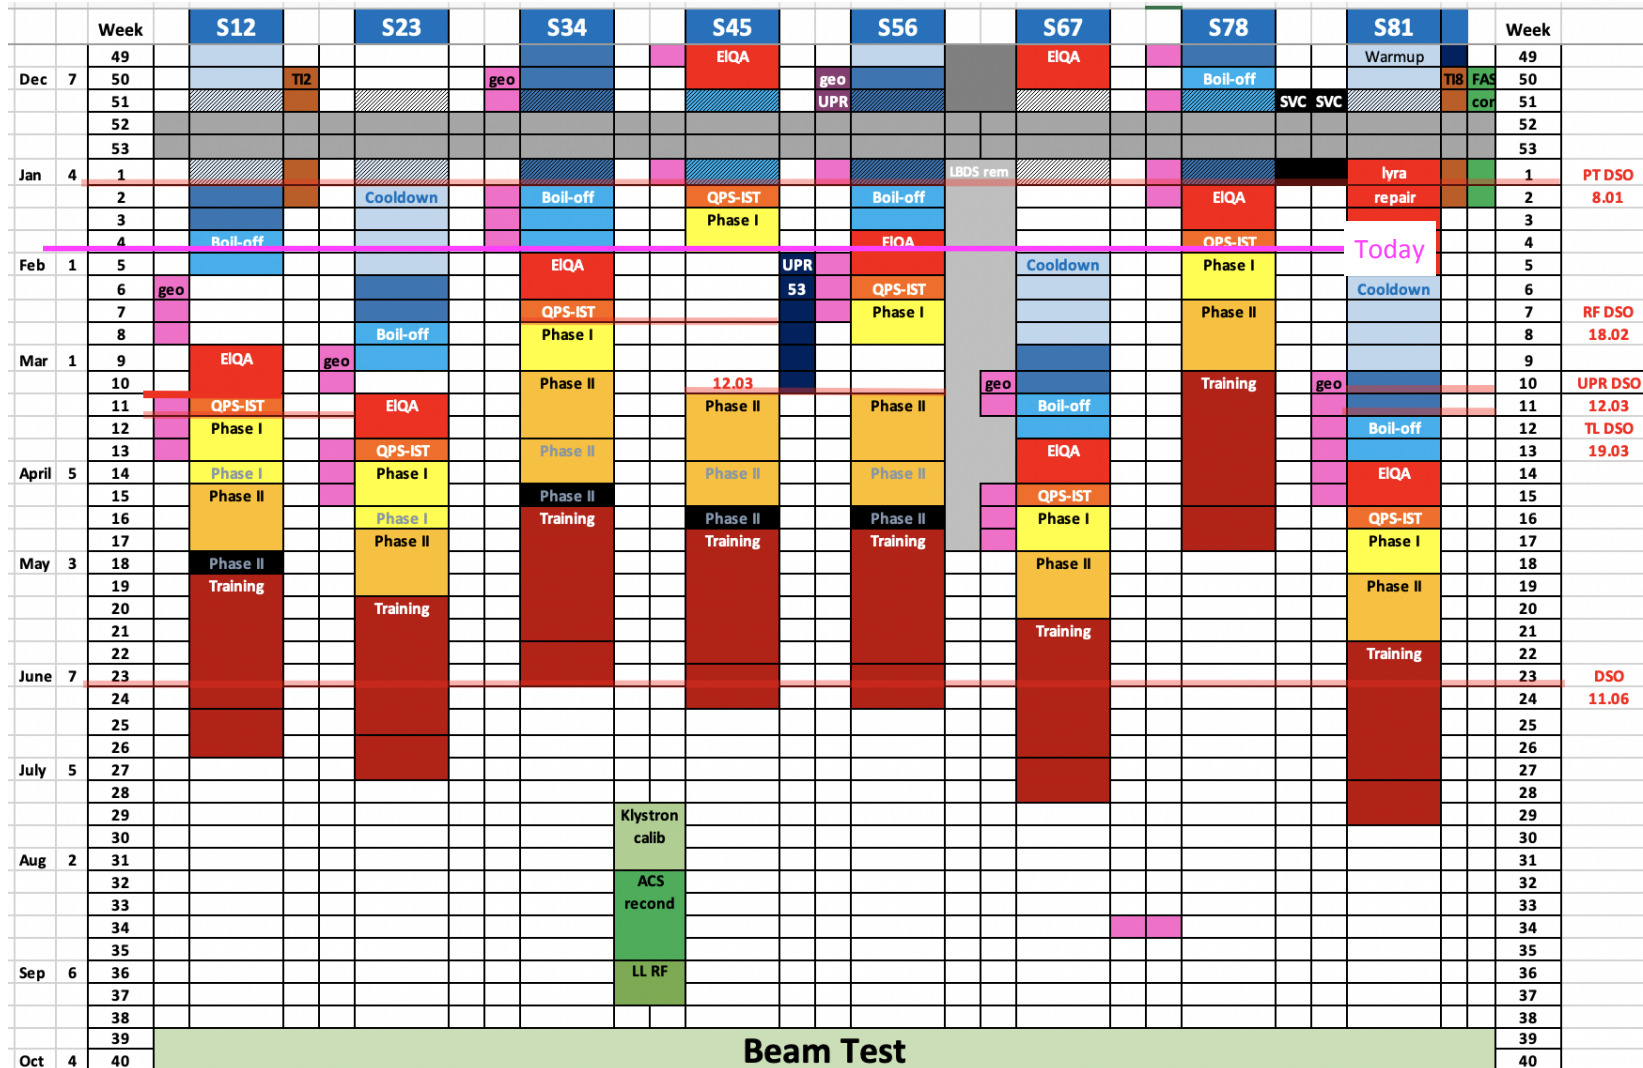 Week S12 S23 S34 S45 S56 S67 S78 S81 Week
49 ElQA ElQA Warmup 49
Dec 7 50 TI2 geo geo Boil-off TI8 FAS 50
51 UPR SVC SVC cor 51
52 52
53 53
Jan 4 1 LBDS rem lyra 1 PT DSO
2 Cooldown Boil-off QPS-IST Boil-off ElQA repair 2 8.01
3 Phase I 3
4 Boil-off ElQA QPS-IST Today 4
Feb 1 5 ElQA UPR Cooldown Phase I 5
6 geo 53 QPS-IST Cooldown 6
7 QPS-IST Phase I Phase II 7 RF DSO
8 Boil-off Phase I 8 18.02
Mar 1 9 ElQA geo 9
10 Phase II 12.03 geo Training geo 10 UPR DSO
11 QPS-IST ElQA Phase II Phase II Boil-off 11 12.03
12 Phase I Boil-off 12 TL DSO
13 QPS-IST Phase II ElQA 13 19.03
April 5 14 Phase I Phase I Phase II Phase II ElQA 14
15 Phase II Phase II QPS-IST 15
16 Phase I Training Phase II Phase II Phase I QPS-IST 16
17 Phase II Training Training Phase I 17
May 3 18 Phase II Phase II 18
19 Training Phase II 19
20 Training 20
21 Training 21
22 Training 22
June 7 23 23 DSO
24 24 11.06
25 25
26 26
July 5 27 27
28 28
29 Klystron 29
30 calib 30
Aug 2 31 31
32 ACS 32
33 recond 33
34 34
35 35
Sep 6 36 LL RF 36
37 37
38 38
39 Beam Test 39
Oct 4 40 40